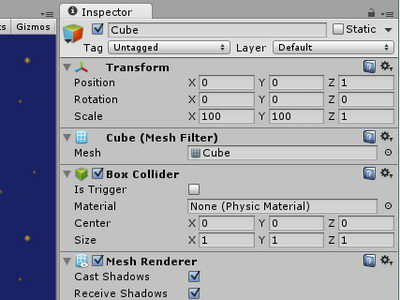 Inspector
Gizmos
Cube Static
Tag Untagged Layer Default
Transform
Position X 0 Y 0 Z 1
Rotation X 0 Y 0 Z 0
Scale X 100 Y 100 Z 1
Cube (Mesh Filter)
Mesh Cube
Box Collider
Is Trigger
Material None (Physic Material)
Center X 0 Y 0 Z 0
Size X 1 Y 1 Z 1
Mesh Renderer
Cast Shadows
Receive Shadows